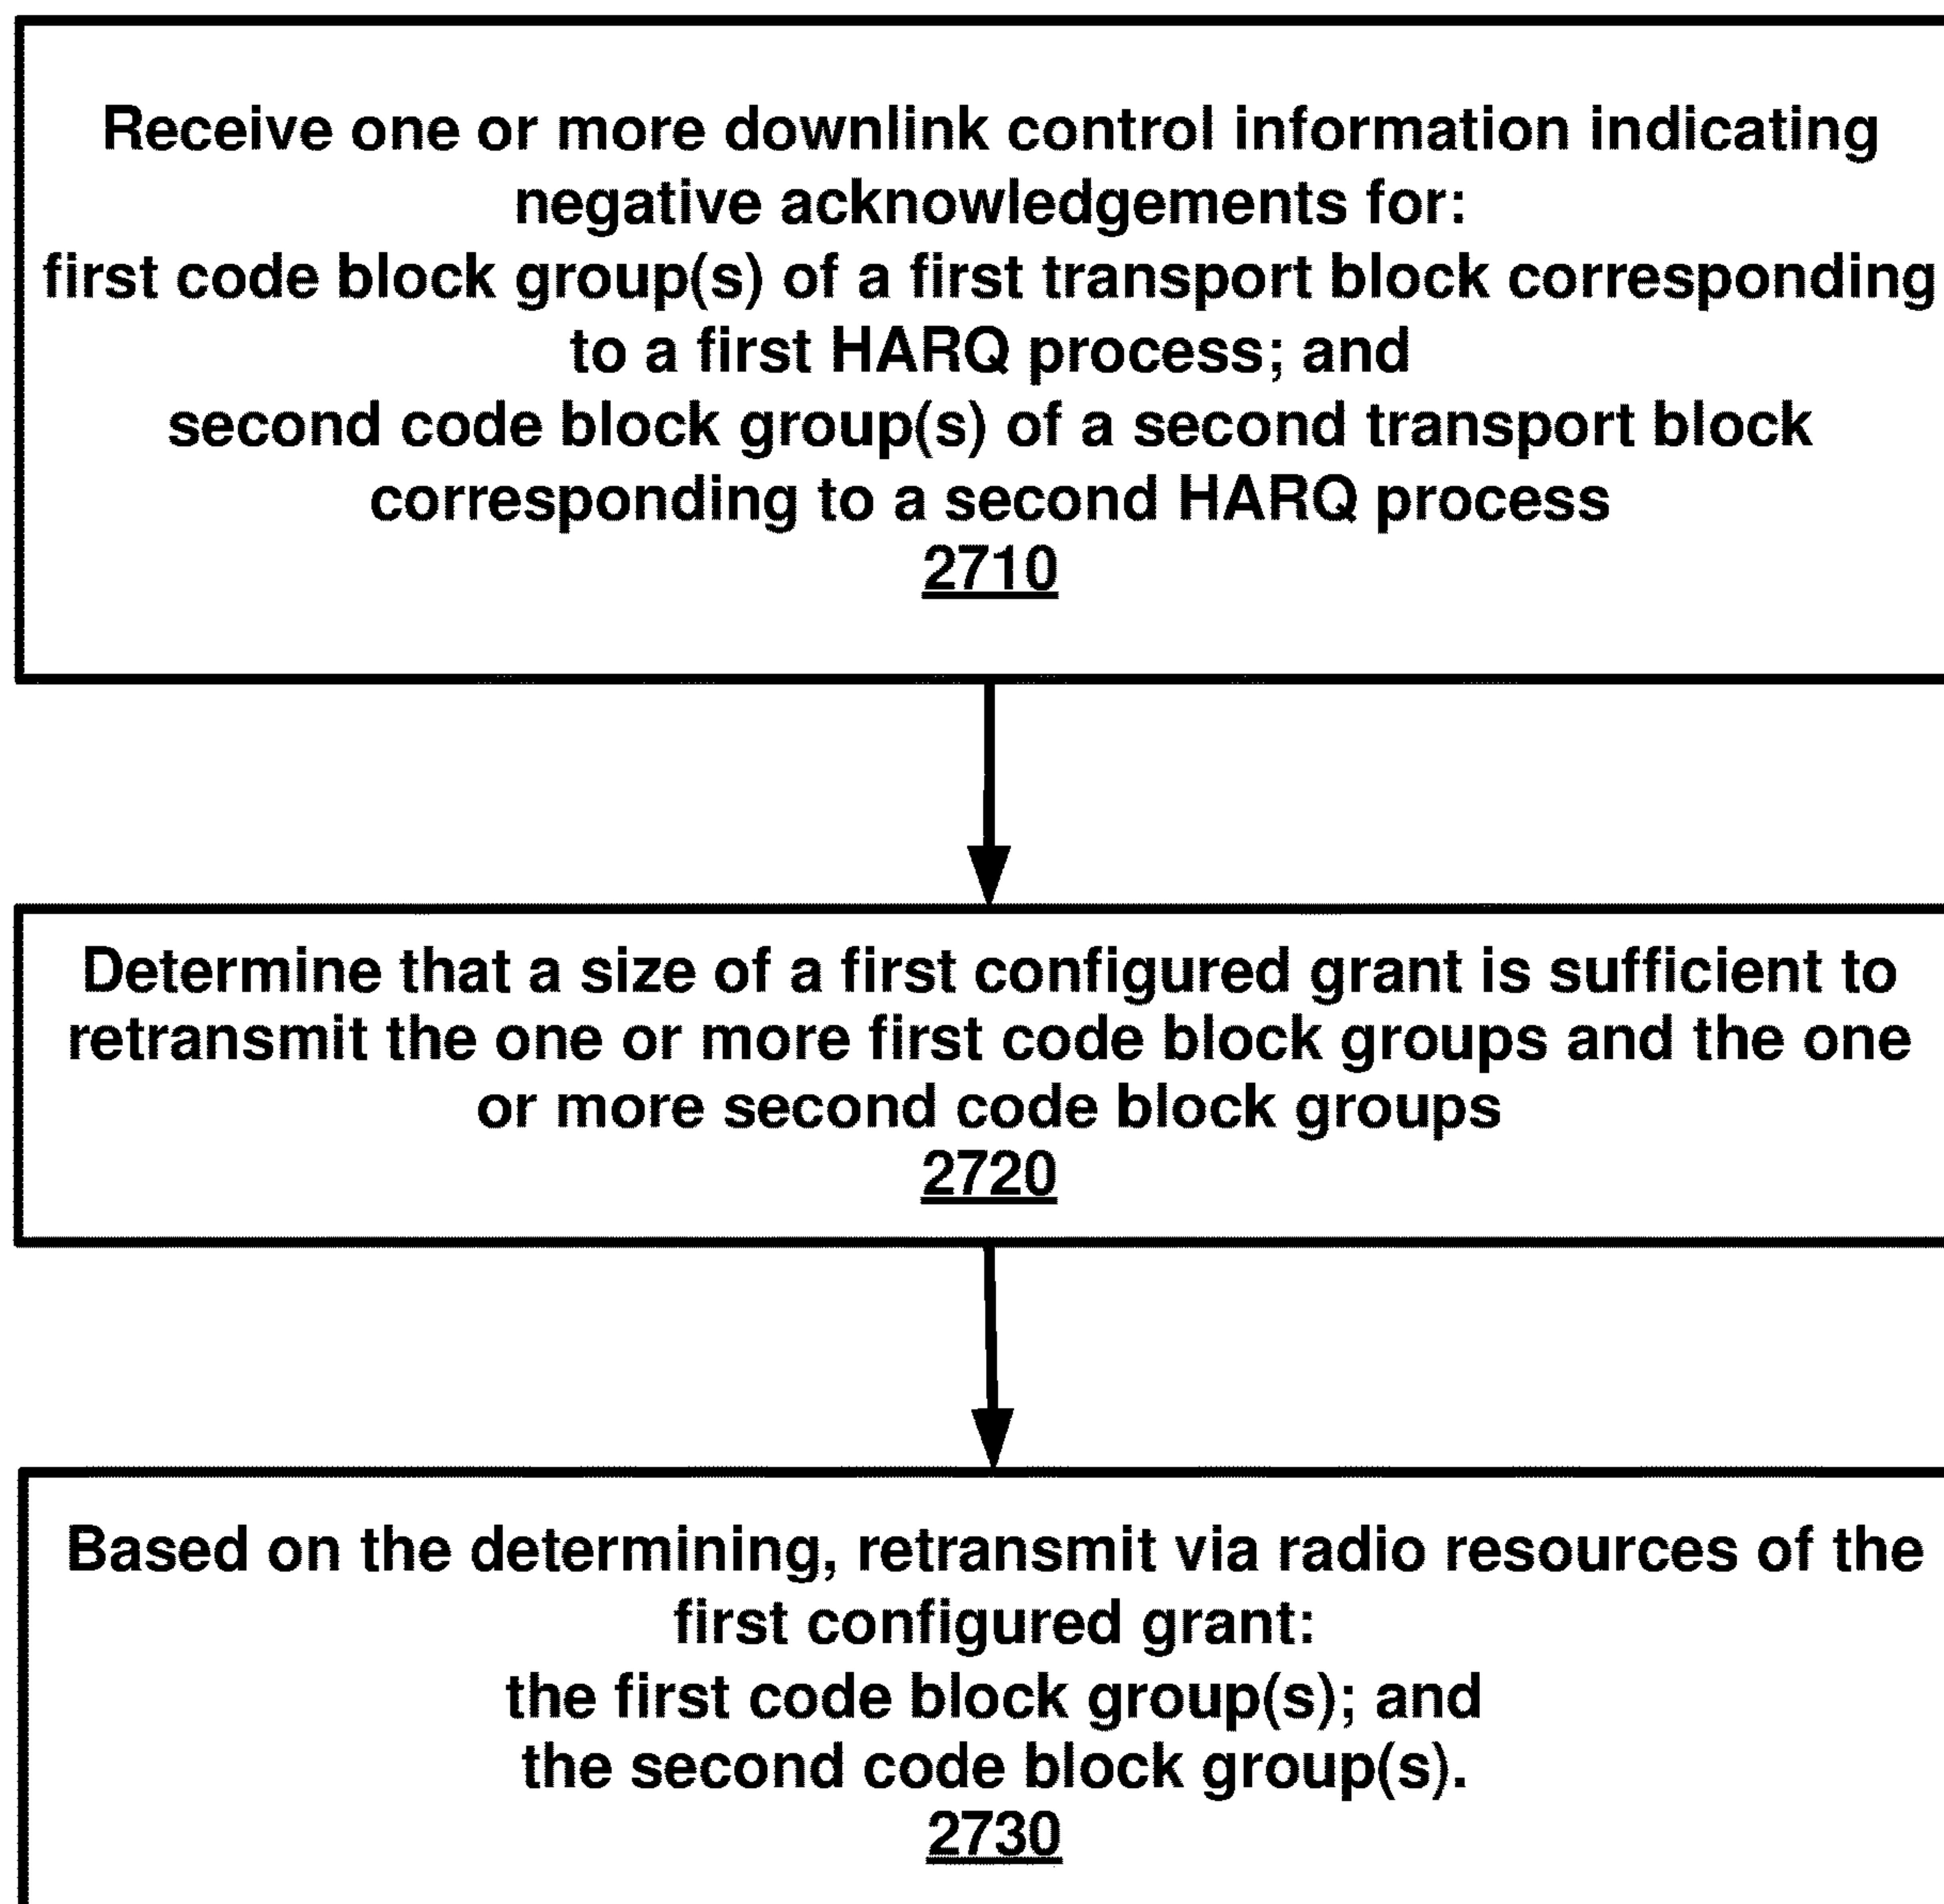 Receive one or more downlink control information indicating
negative acknowledgements for:
first code block group(s) of a first transport block corresponding
to a first HARQ process; and
second code block group(s) of a second transport block
corresponding to a second HARQ process
2710
Determine that a size of a first configured grant is sufficient to
retransmit the one or more first code block groups and the one
or more second code block groups
2720
Based on the determining, retransmit via radio resources of the
first configured grant:
the first code block group(s); and
the second code block group(s).
2730